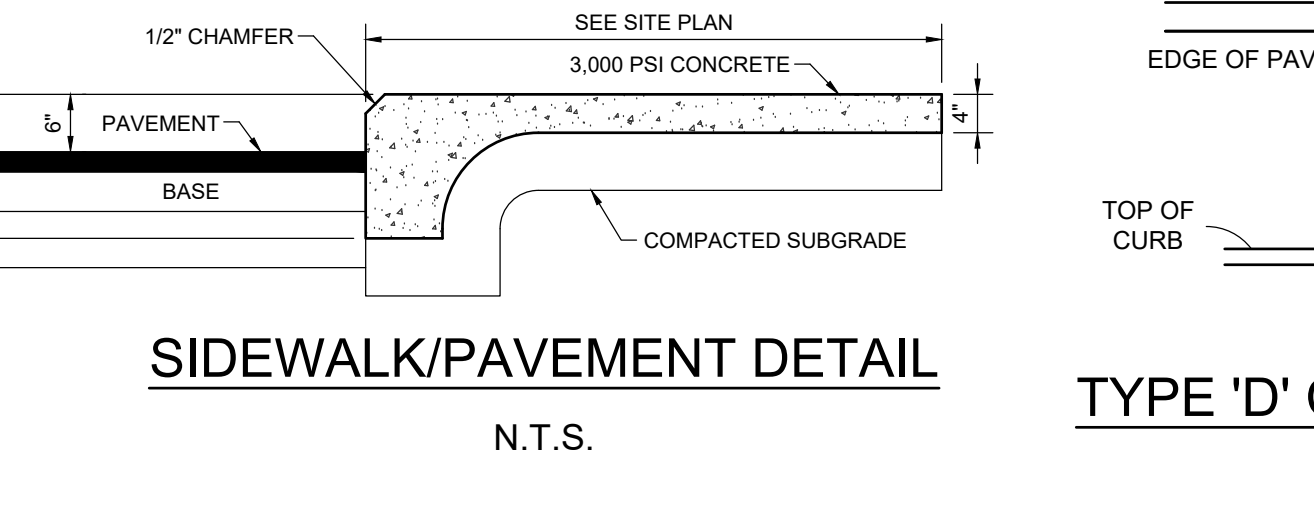 SEE SITE PLAN
1/2" CHAMFER
3,000 PSI CONCRETE
6"
PAVEMENT
4"
BASE
COMPACTED SUBGRADE
SIDEWALK/PAVEMENT DETAIL
N.T.S.
EDGE OF PAV
TOP OF
CURB
TYPE 'D'